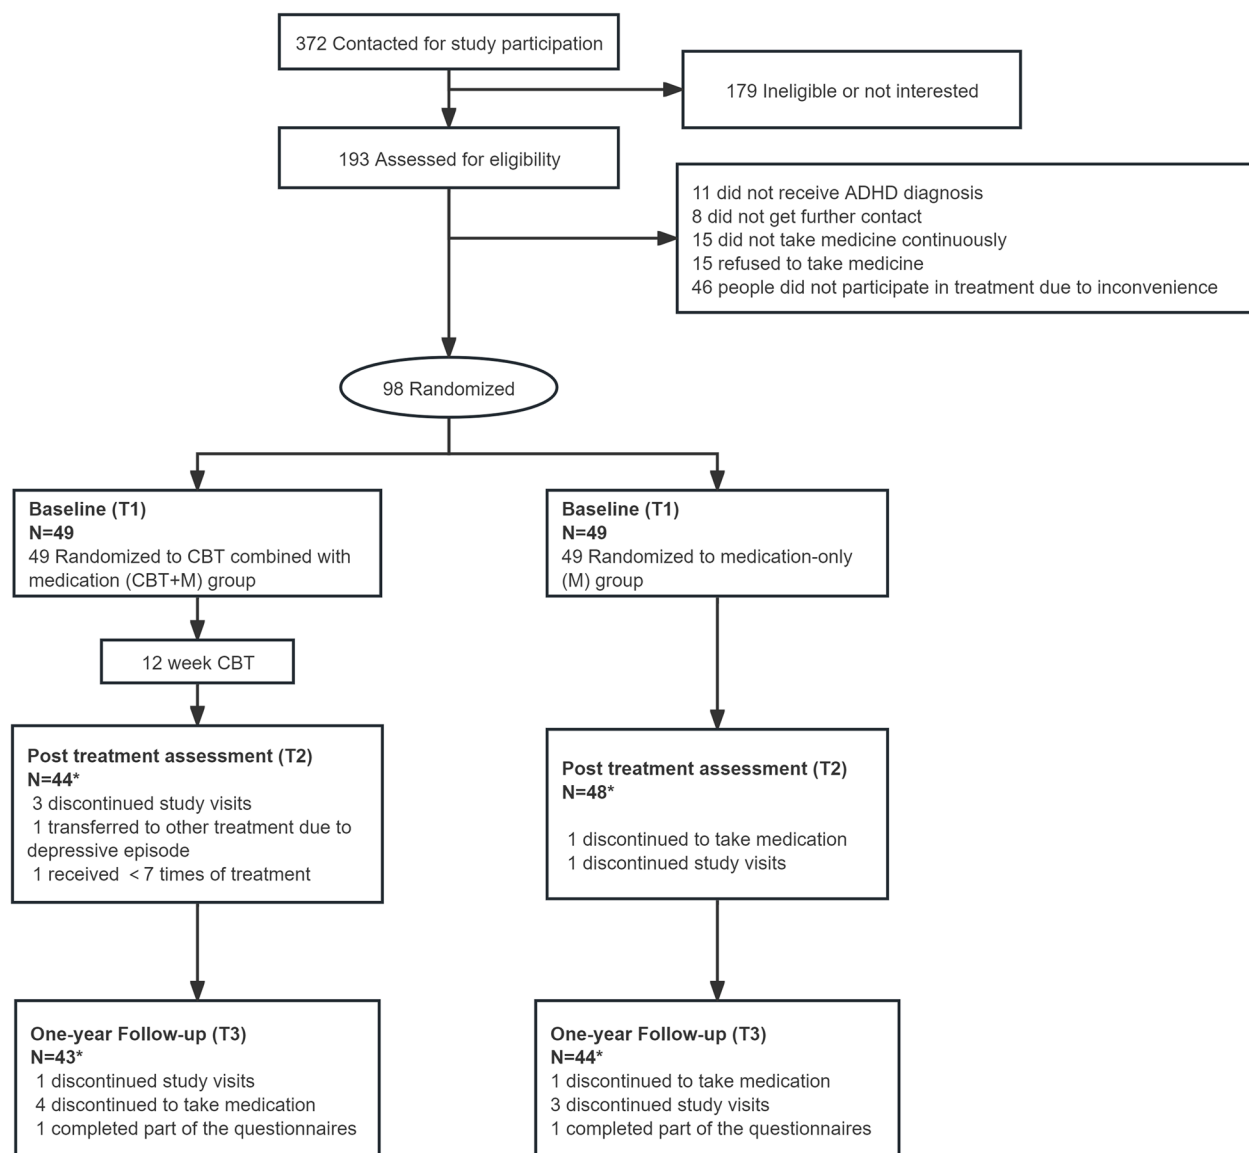 372 Contacted for study participation
179 Ineligible or not interested
193 Assessed for eligibility
11 did not receive ADHD diagnosis
8 did not get further contact
15 did not take medicine continuously
15 refused to take medicine
46 people did not participate in treatment due to inconvenience
98 Randomized
Baseline (T1)
N=49
49 Randomized to CBT combined with
medication (CBT+M) group
Baseline (T1)
N=49
49 Randomized to medication-only
(M) group
12 week CBT
Post treatment assessment (T2)
N=44*
3 discontinued study visits
1 transferred to other treatment due to
depressive episode
1 received < 7 times of treatment
Post treatment assessment (T2)
N=48*
1 discontinued to take medication
1 discontinued study visits
One-year Follow-up (T3)
N=43*
1 discontinued study visits
4 discontinued to take medication
1 completed part of the questionnaires
One-year Follow-up (T3)
N=44*
1 discontinued to take medication
3 discontinued study visits
1 completed part of the questionnaires